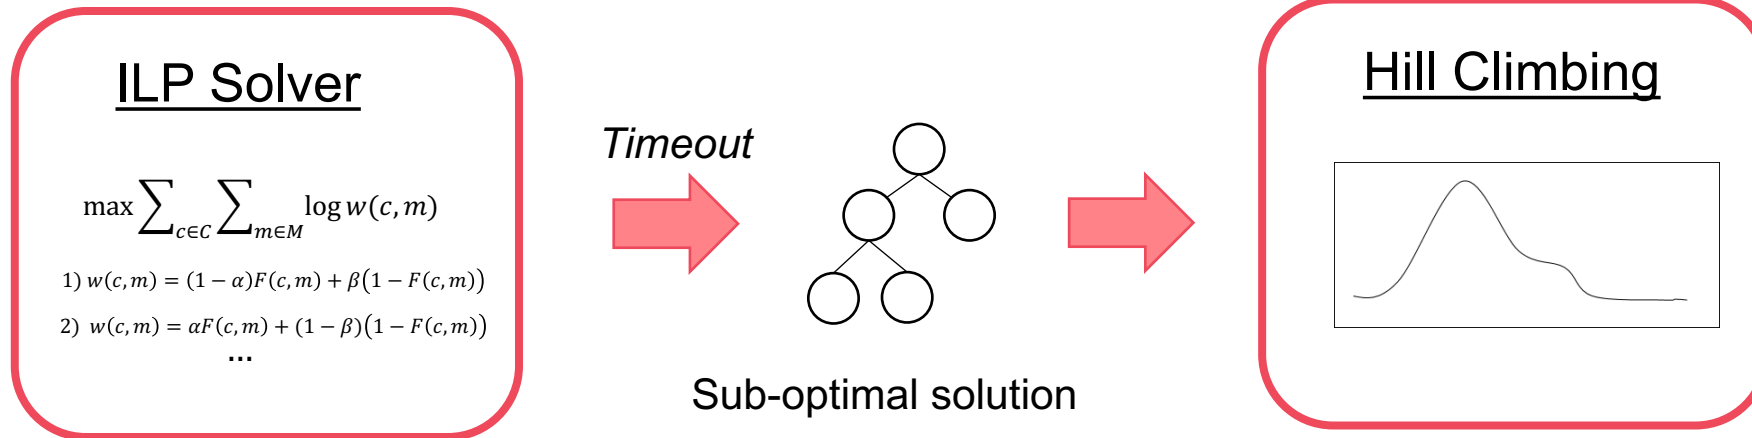 ILP Solver
max ∑_{c∈C} ∑_{m∈M} log w(c, m)
1) w(c, m) = (1 − α)F(c, m) + β(1 − F(c, m))
2) w(c, m) = αF(c, m) + (1 − β)(1 − F(c, m))
...
Timeout
Sub-optimal solution
Hill Climbing